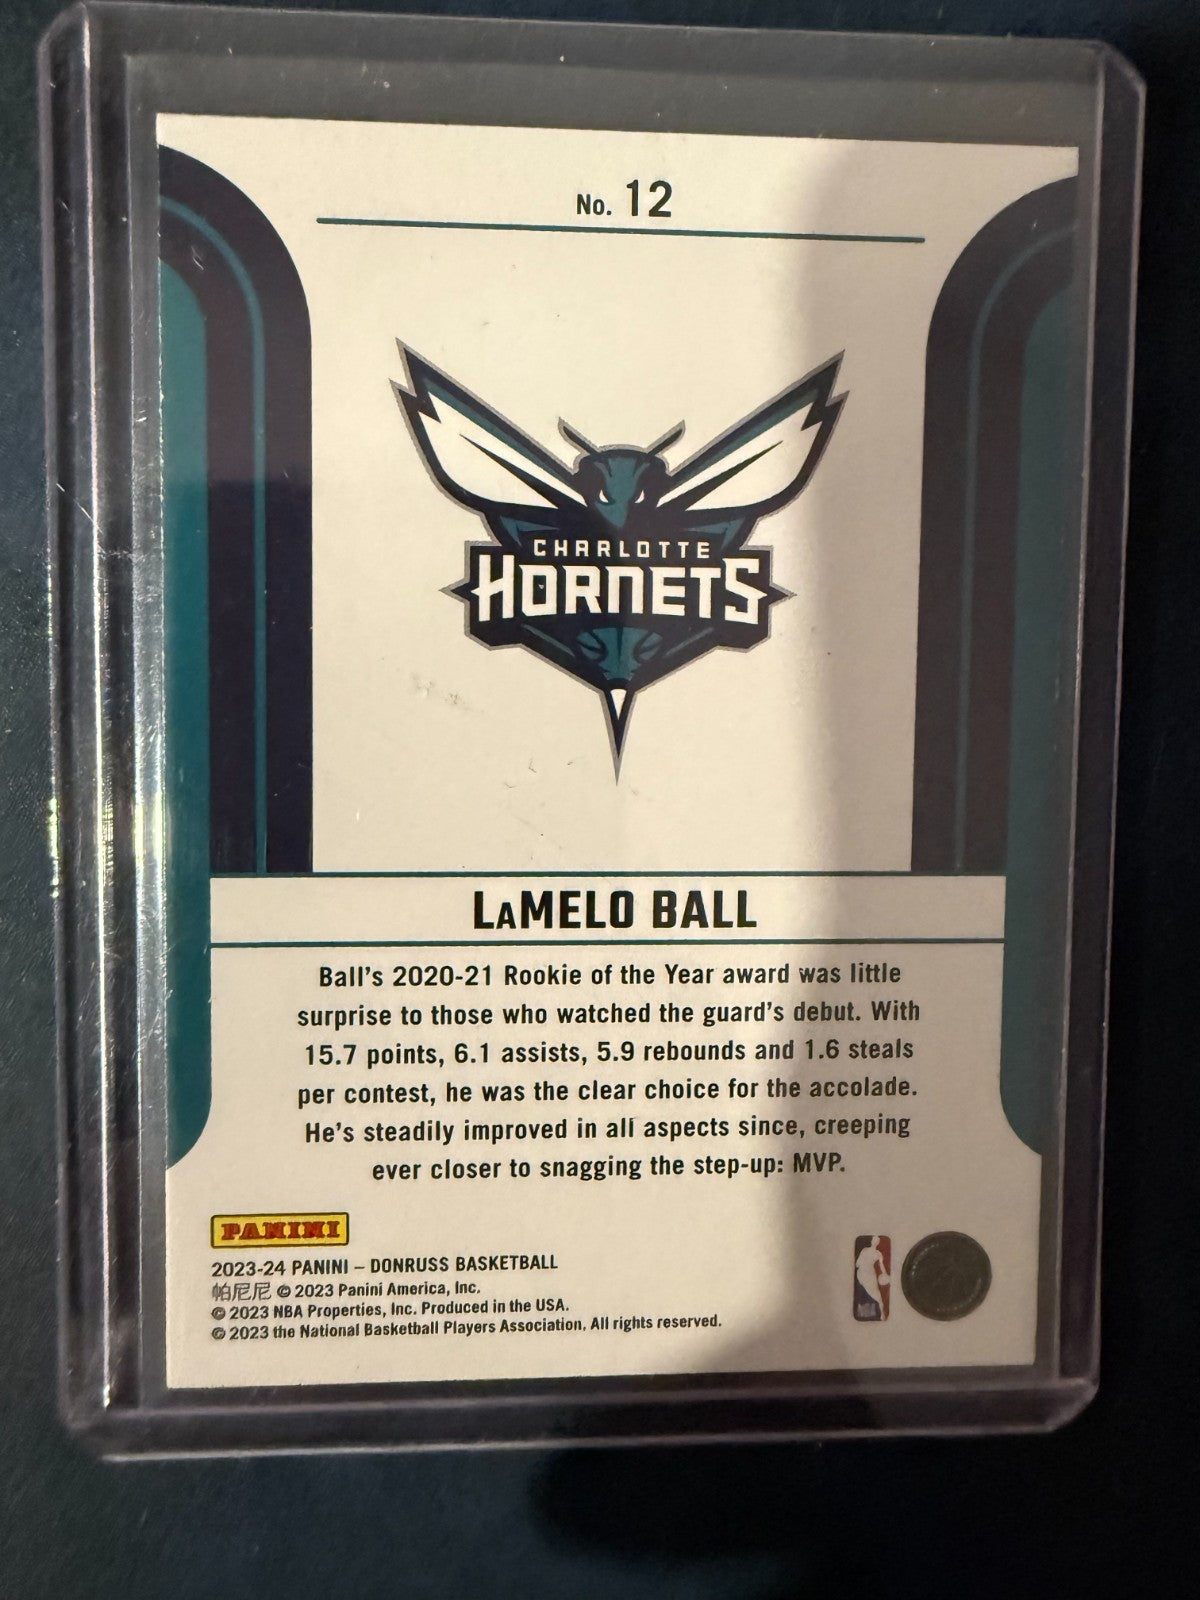 No. 12
CHARLOTTE
HORNETS
LaMELO BALL
Ball's 2020-21 Rookie of the Year award was little
surprise to those who watched the guard's debut. With
15.7 points, 6.1 assists, 5.9 rebounds and 1.6 steals
per contest, he was the clear choice for the accolade.
He's steadily improved in all aspects since, creeping
ever closer to snagging the step-up: MVP.
PANINI
2023-24 PANINI – DONRUSS BASKETBALL
帕尼尼 © 2023 Panini America, Inc.
© 2023 NBA Properties, Inc. Produced in the USA.
© 2023 the National Basketball Players Association, All rights reserved.
NBA